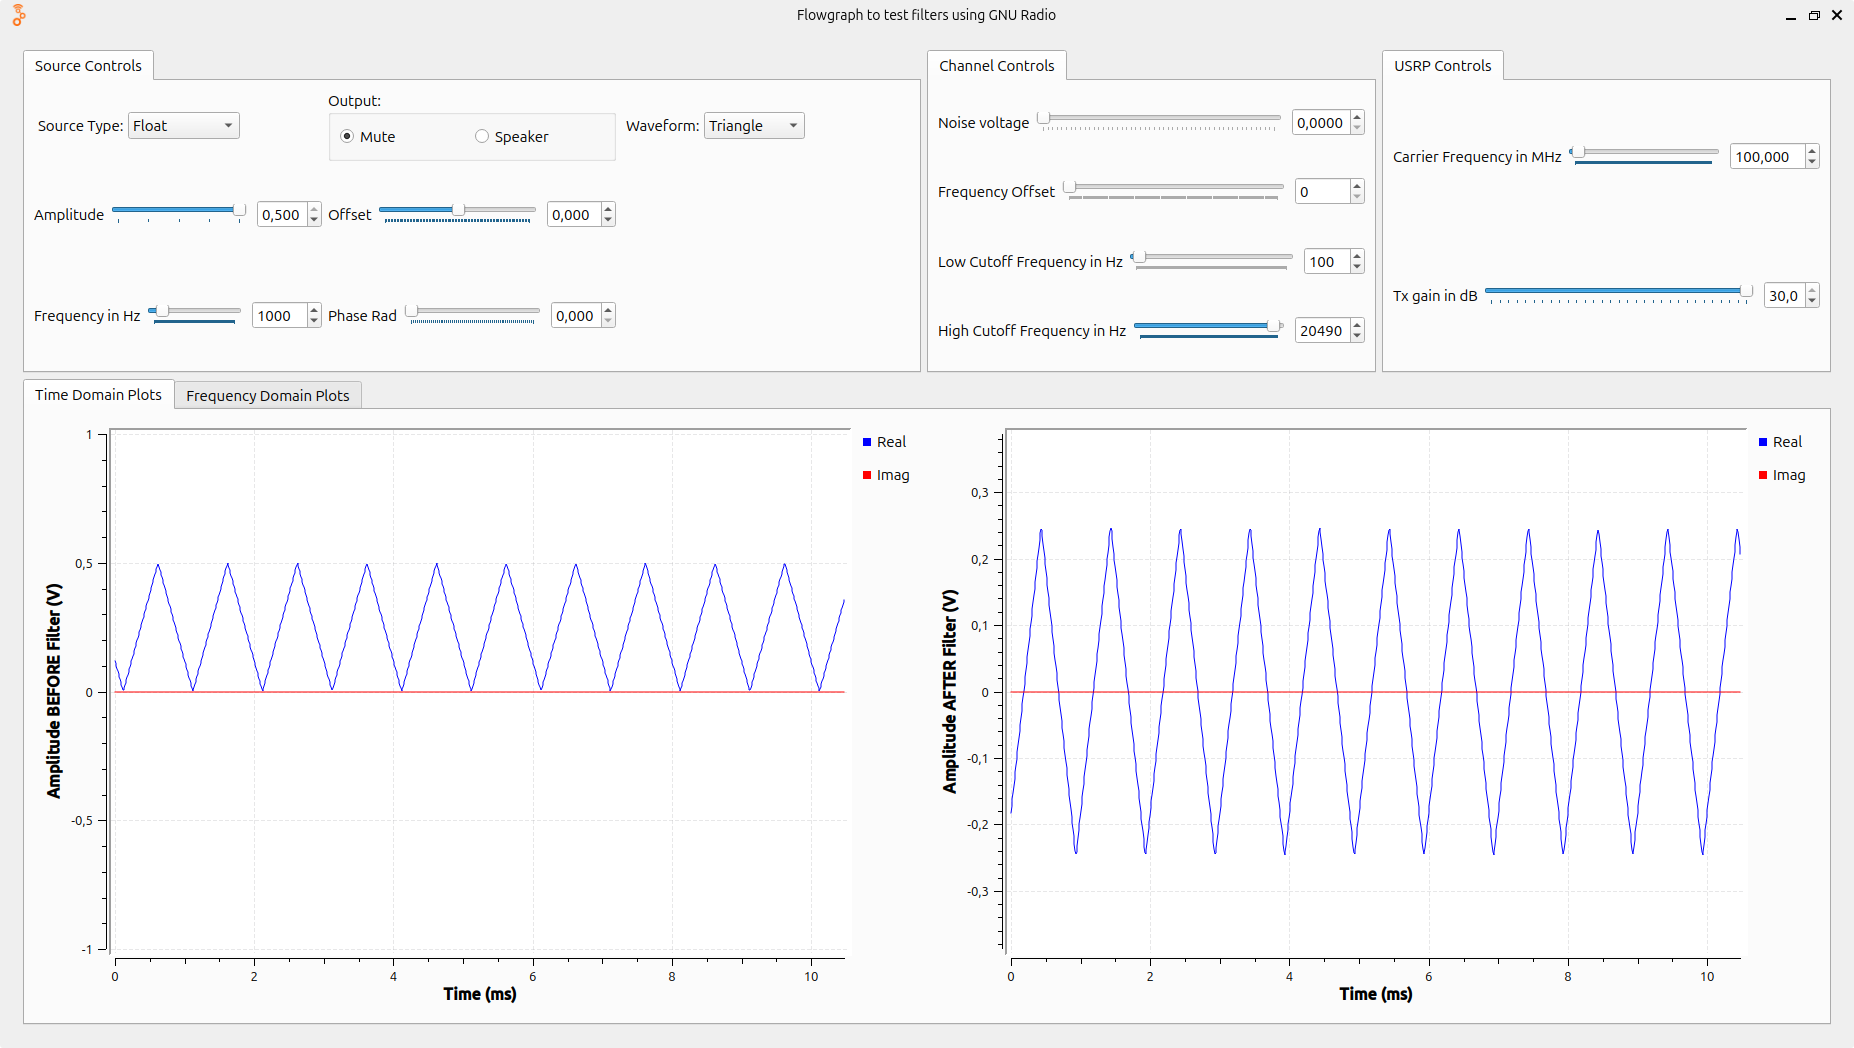 Flowgraph to test filters using GNU Radio
Source Controls
Source Type: Float
Output:
Mute
Speaker
Waveform: Triangle
Amplitude 0,500
Offset 0,000
Frequency in Hz 1000
Phase Rad 0,000
Channel Controls
Noise voltage 0,0000
Frequency Offset 0
Low Cutoff Frequency in Hz 100
High Cutoff Frequency in Hz 20490
USRP Controls
Carrier Frequency in MHz 100,000
Tx gain in dB 30,0
Time Domain Plots
Frequency Domain Plots
Amplitude BEFORE Filter (V)
1
0,5
0
-0,5
-1
0 2 4 6 8 10
Time (ms)
Real
Imag
Amplitude AFTER Filter (V)
0,3
0,2
0,1
0
-0,1
-0,2
-0,3
0 2 4 6 8 10
Time (ms)
Real
Imag